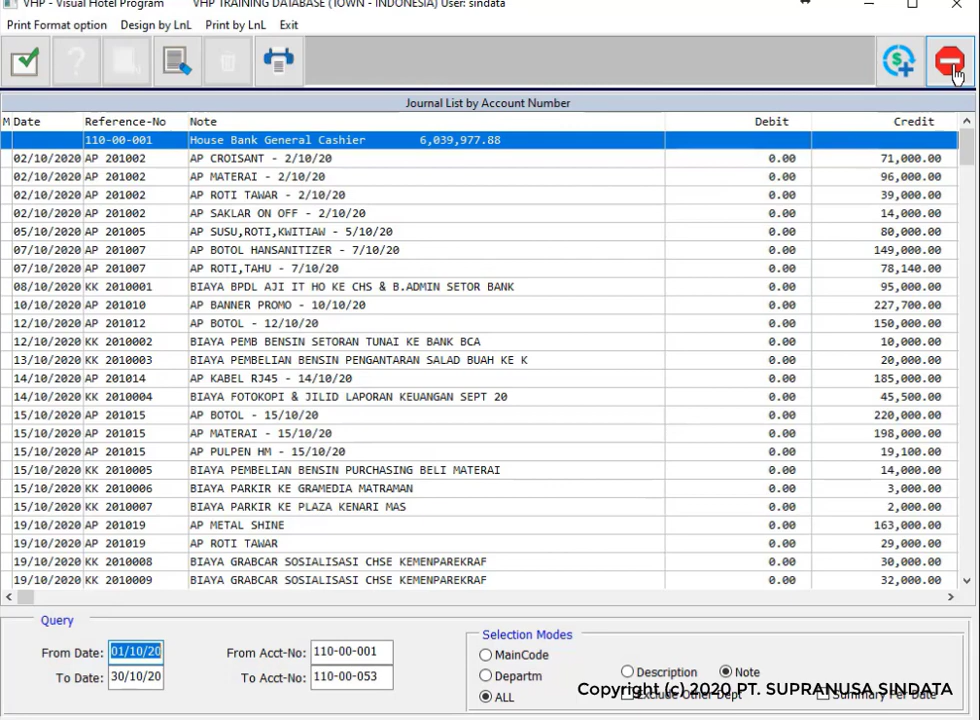 VHP - Visual Hotel Program VHP TRAINING DATABASE (TOWN - INDONESIA) User: sindata
Print Format option Design by LnL Print by LnL Exit
Journal List by Account Number
M Date Reference-No Note Debit Credit
110-00-001 House Bank General Cashier 6,039,977.88
02/10/2020 AP 201002 AP CROISANT - 2/10/20 0.00 71,000.00
02/10/2020 AP 201002 AP MATERAI - 2/10/20 0.00 96,000.00
02/10/2020 AP 201002 AP ROTI TAWAR - 2/10/20 0.00 39,000.00
02/10/2020 AP 201002 AP SAKLAR ON OFF - 2/10/20 0.00 14,000.00
05/10/2020 AP 201005 AP SUSU,ROTI,KWITIAW - 5/10/20 0.00 80,000.00
07/10/2020 AP 201007 AP BOTOL HANSANITIZER - 7/10/20 0.00 149,000.00
07/10/2020 AP 201007 AP ROTI,TAHU - 7/10/20 0.00 78,140.00
08/10/2020 KK 2010001 BIAYA BPDL AJI IT HO KE CHS & B.ADMIN SETOR BANK 0.00 95,000.00
10/10/2020 AP 201010 AP BANNER PROMO - 10/10/20 0.00 227,700.00
12/10/2020 AP 201012 AP BOTOL - 12/10/20 0.00 150,000.00
12/10/2020 KK 2010002 BIAYA PEMB BENSIN SETORAN TUNAI KE BANK BCA 0.00 10,000.00
13/10/2020 KK 2010003 BIAYA PEMBELIAN BENSIN PENGANTARAN SALAD BUAH KE K 0.00 20,000.00
14/10/2020 AP 201014 AP KABEL RJ45 - 14/10/20 0.00 185,000.00
14/10/2020 KK 2010004 BIAYA FOTOKOPI & JILID LAPORAN KEUANGAN SEPT 20 0.00 45,500.00
15/10/2020 AP 201015 AP BOTOL - 15/10/20 0.00 220,000.00
15/10/2020 AP 201015 AP MATERAI - 15/10/20 0.00 198,000.00
15/10/2020 AP 201015 AP PULPEN HM - 15/10/20 0.00 19,100.00
15/10/2020 KK 2010005 BIAYA PEMBELIAN BENSIN PURCHASING BELI MATERAI 0.00 14,000.00
15/10/2020 KK 2010006 BIAYA PARKIR KE GRAMEDIA MATRAMAN 0.00 3,000.00
15/10/2020 KK 2010007 BIAYA PARKIR KE PLAZA KENARI MAS 0.00 2,000.00
19/10/2020 AP 201019 AP METAL SHINE 0.00 163,000.00
19/10/2020 AP 201019 AP ROTI TAWAR 0.00 29,000.00
19/10/2020 KK 2010008 BIAYA GRABCAR SOSIALISASI CHSE KEMENPAREKRAF 0.00 30,000.00
19/10/2020 KK 2010009 BIAYA GRABCAR SOSIALISASI CHSE KEMENPAREKRAF 0.00 32,000.00
Query
From Date: 01/10/20 From Acct-No: 110-00-001
To Date: 30/10/20 To Acct-No: 110-00-053
Selection Modes
MainCode
Departm Description Note
ALL Exclude Other Dept Summary Per Date
Copyright (c) 2020 PT. SUPRANUSA SINDATA